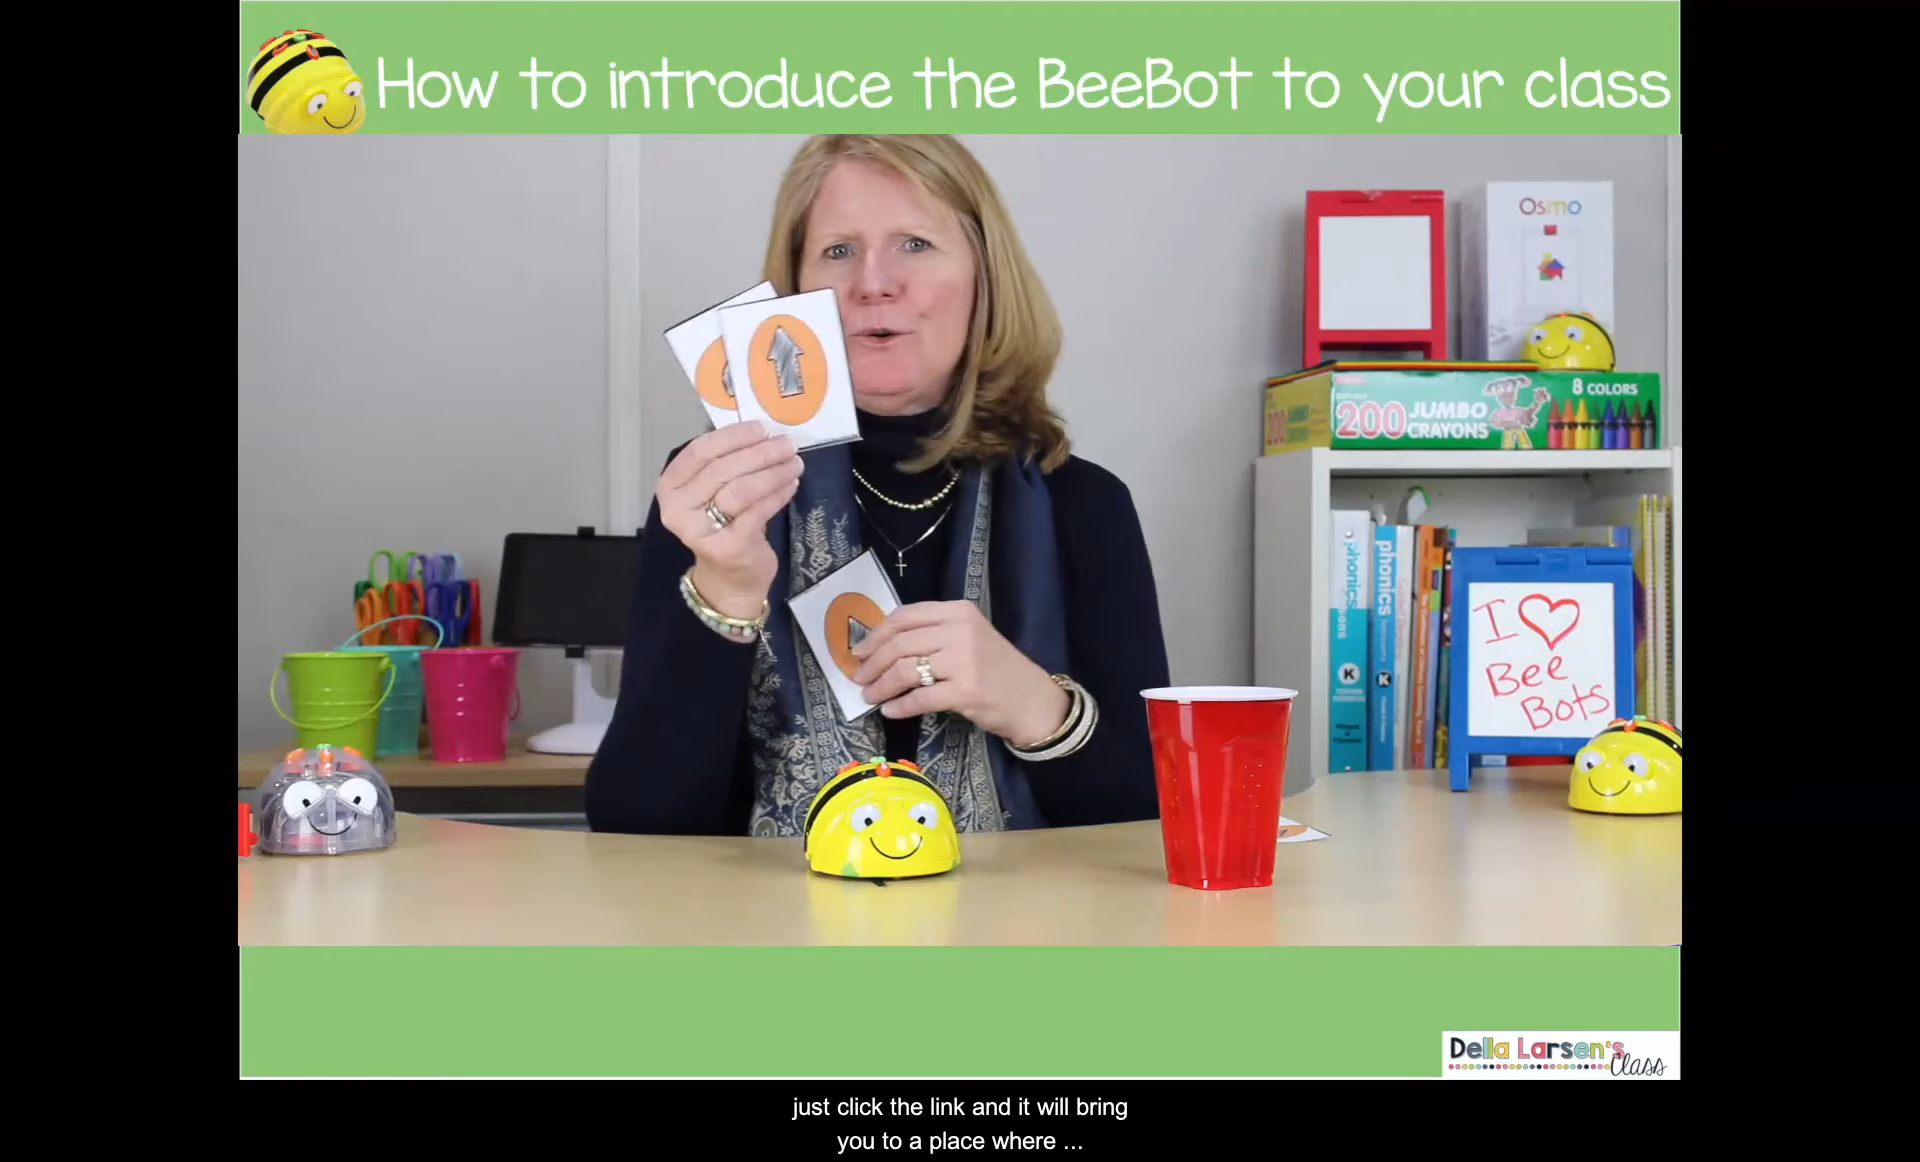 How to introduce the BeeBot to your class
Osmo
8 COLORS
200 JUMBO
CRAYONS
200
phonics
phonics
K
K
I
Bee
Bots
Della Larsen's
Class
just click the link and it will bring
you to a place where ...